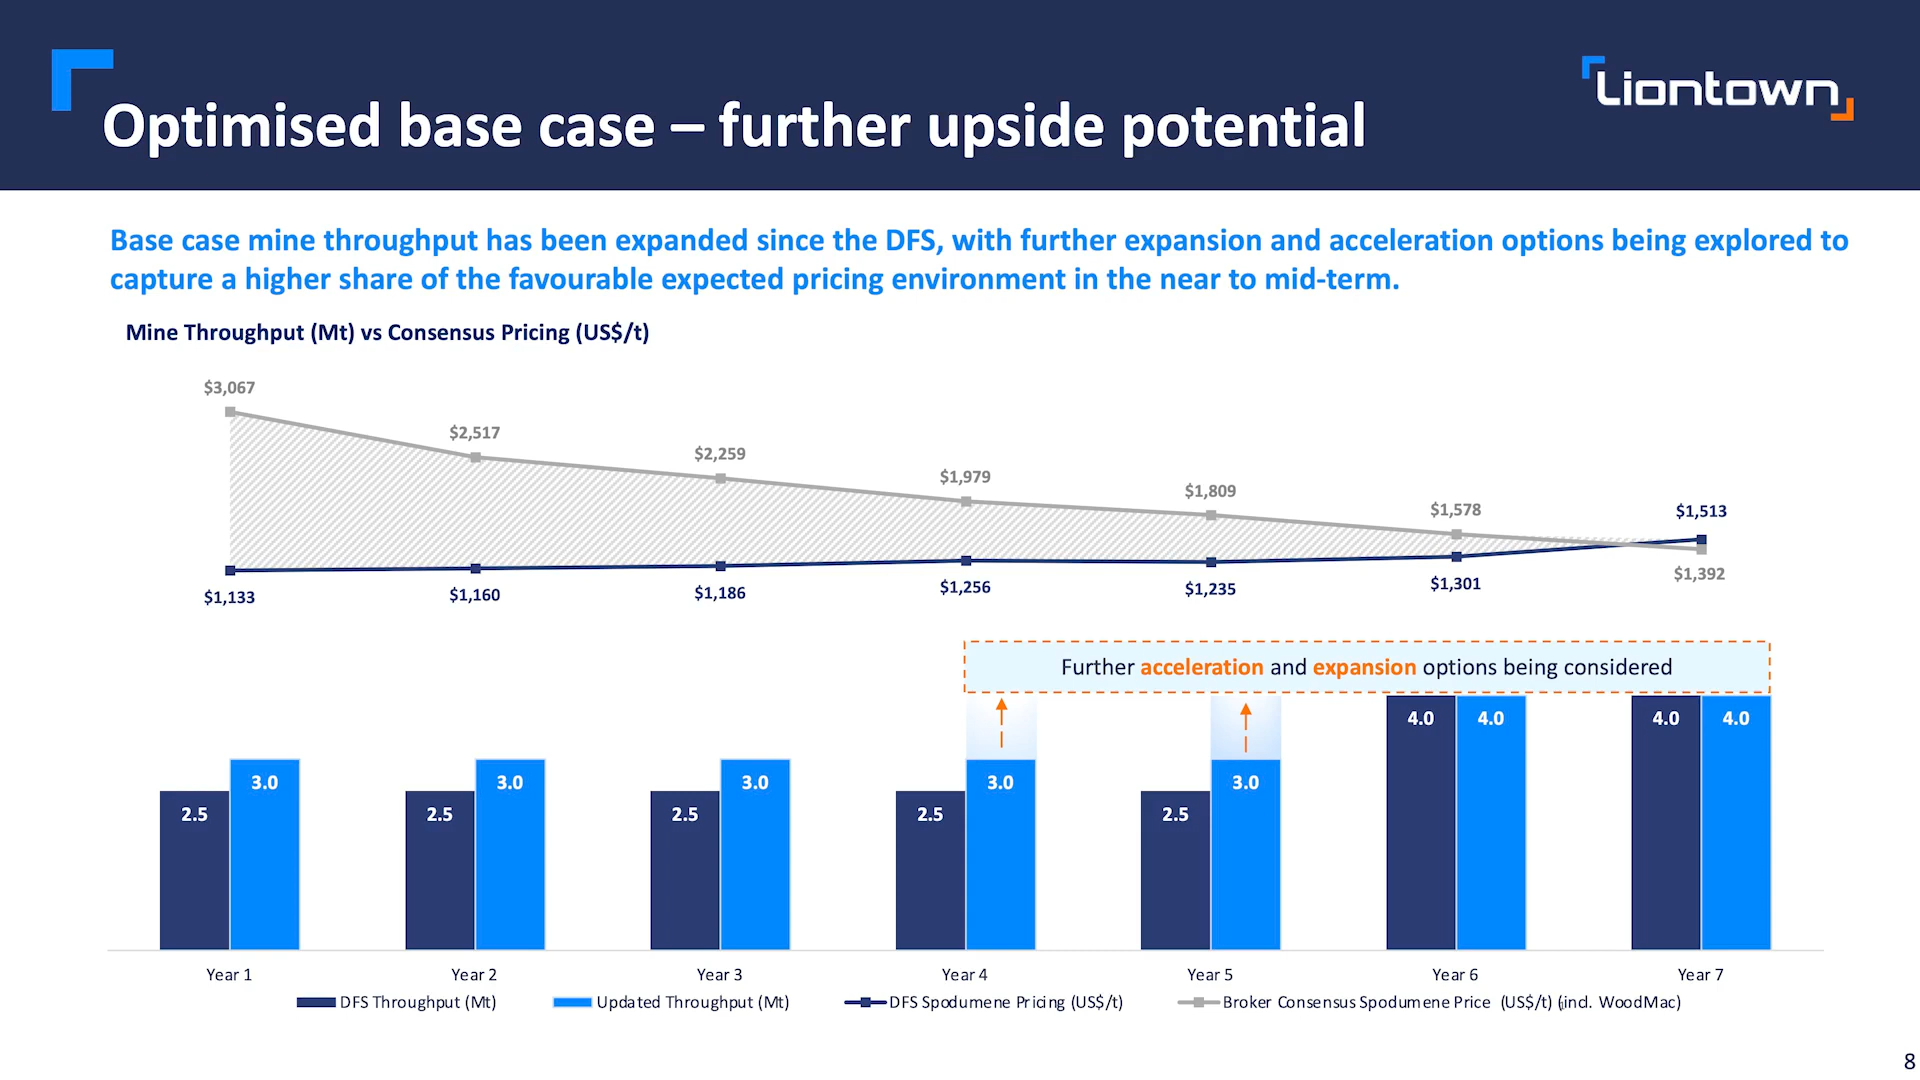 Optimised base case – further upside potential
Liontown
Base case mine throughput has been expanded since the DFS, with further expansion and acceleration options being explored to
capture a higher share of the favourable expected pricing environment in the near to mid-term.
Mine Throughput (Mt) vs Consensus Pricing (US$/t)
$3,067
$2,517
$2,259
$1,979
$1,809
$1,578
$1,513
$1,133
$1,160
$1,186
$1,256
$1,235
$1,301
$1,392
Further acceleration and expansion options being considered
2.5 3.0 2.5 3.0 2.5 3.0 2.5 3.0 2.5 3.0 4.0 4.0 4.0 4.0
Year 1 Year 2 Year 3 Year 4 Year 5 Year 6 Year 7
DFS Throughput (Mt) Updated Throughput (Mt) DFS Spodumene Pricing (US$/t) Broker Consensus Spodumene Price (US$/t) (incl. WoodMac)
8